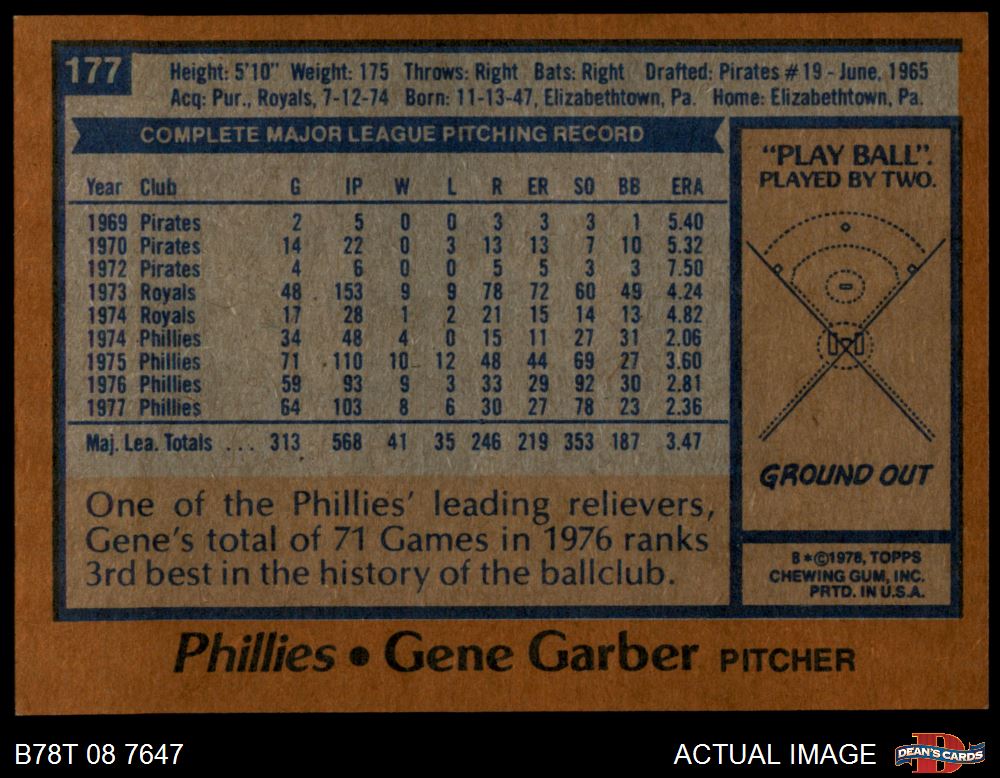 177
Height: 5'10" Weight: 175 Throws: Right Bats: Right Drafted: Pirates #19 - June, 1965
Acq: Pur., Royals, 7-12-74 Born: 11-13-47, Elizabethtown, Pa. Home: Elizabethtown, Pa.
COMPLETE MAJOR LEAGUE PITCHING RECORD
Year Club G IP W L R ER SO BB ERA
1969 Pirates 2 5 0 0 3 3 3 1 5.40
1970 Pirates 14 22 0 3 13 13 7 10 5.32
1972 Pirates 4 6 0 0 5 5 3 3 7.50
1973 Royals 48 153 9 9 78 72 60 49 4.24
1974 Royals 17 28 1 2 21 15 14 13 4.82
1974 Phillies 34 48 4 0 15 11 27 31 2.06
1975 Phillies 71 110 10 12 48 44 69 27 3.60
1976 Phillies 59 93 9 3 33 29 92 30 2.81
1977 Phillies 64 103 8 6 30 27 78 23 2.36
Maj. Lea. Totals ... 313 568 41 35 246 219 353 187 3.47
One of the Phillies' leading relievers,
Gene's total of 71 Games in 1976 ranks
3rd best in the history of the ballclub.
"PLAY BALL".
PLAYED BY TWO.
GROUND OUT
B*©1978, TOPPS
CHEWING GUM, INC.
PRTD. IN U.S.A.
Phillies • Gene Garber PITCHER
B78T 08 7647
ACTUAL IMAGE
D
DEAN'S CARDS